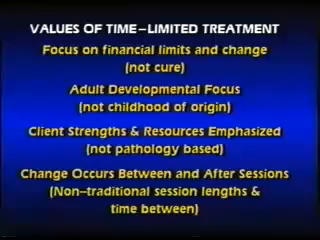 VALUES OF TIME–LIMITED TREATMENT
Focus on financial limits and change
(not cure)
Adult Developmental Focus
(not childhood of origin)
Client Strengths & Resources Emphasized
(not pathology based)
Change Occurs Between and After Sessions
(Non–traditional session lengths &
time between)